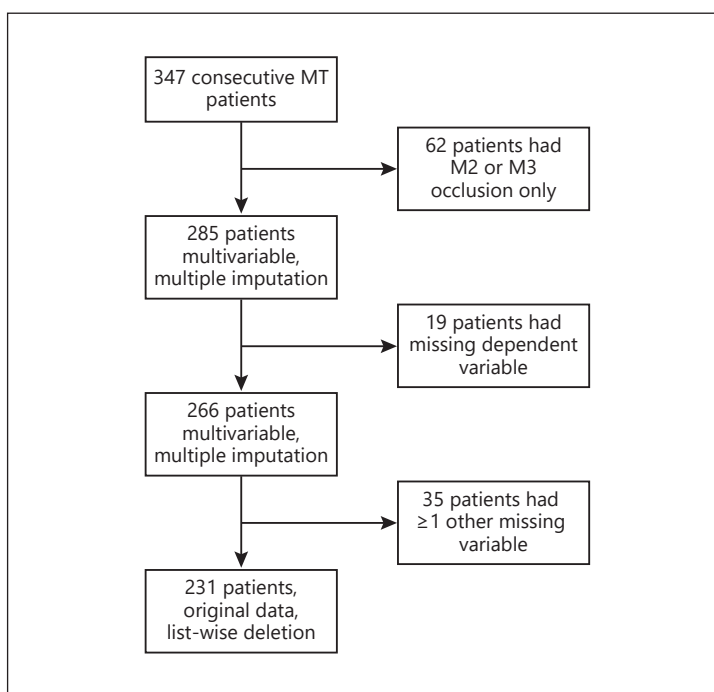 347 consecutive MT
patients
62 patients had
M2 or M3
occlusion only
285 patients
multivariable,
multiple imputation
19 patients had
missing dependent
variable
266 patients
multivariable,
multiple imputation
35 patients had
≥1 other missing
variable
231 patients,
original data,
list-wise deletion